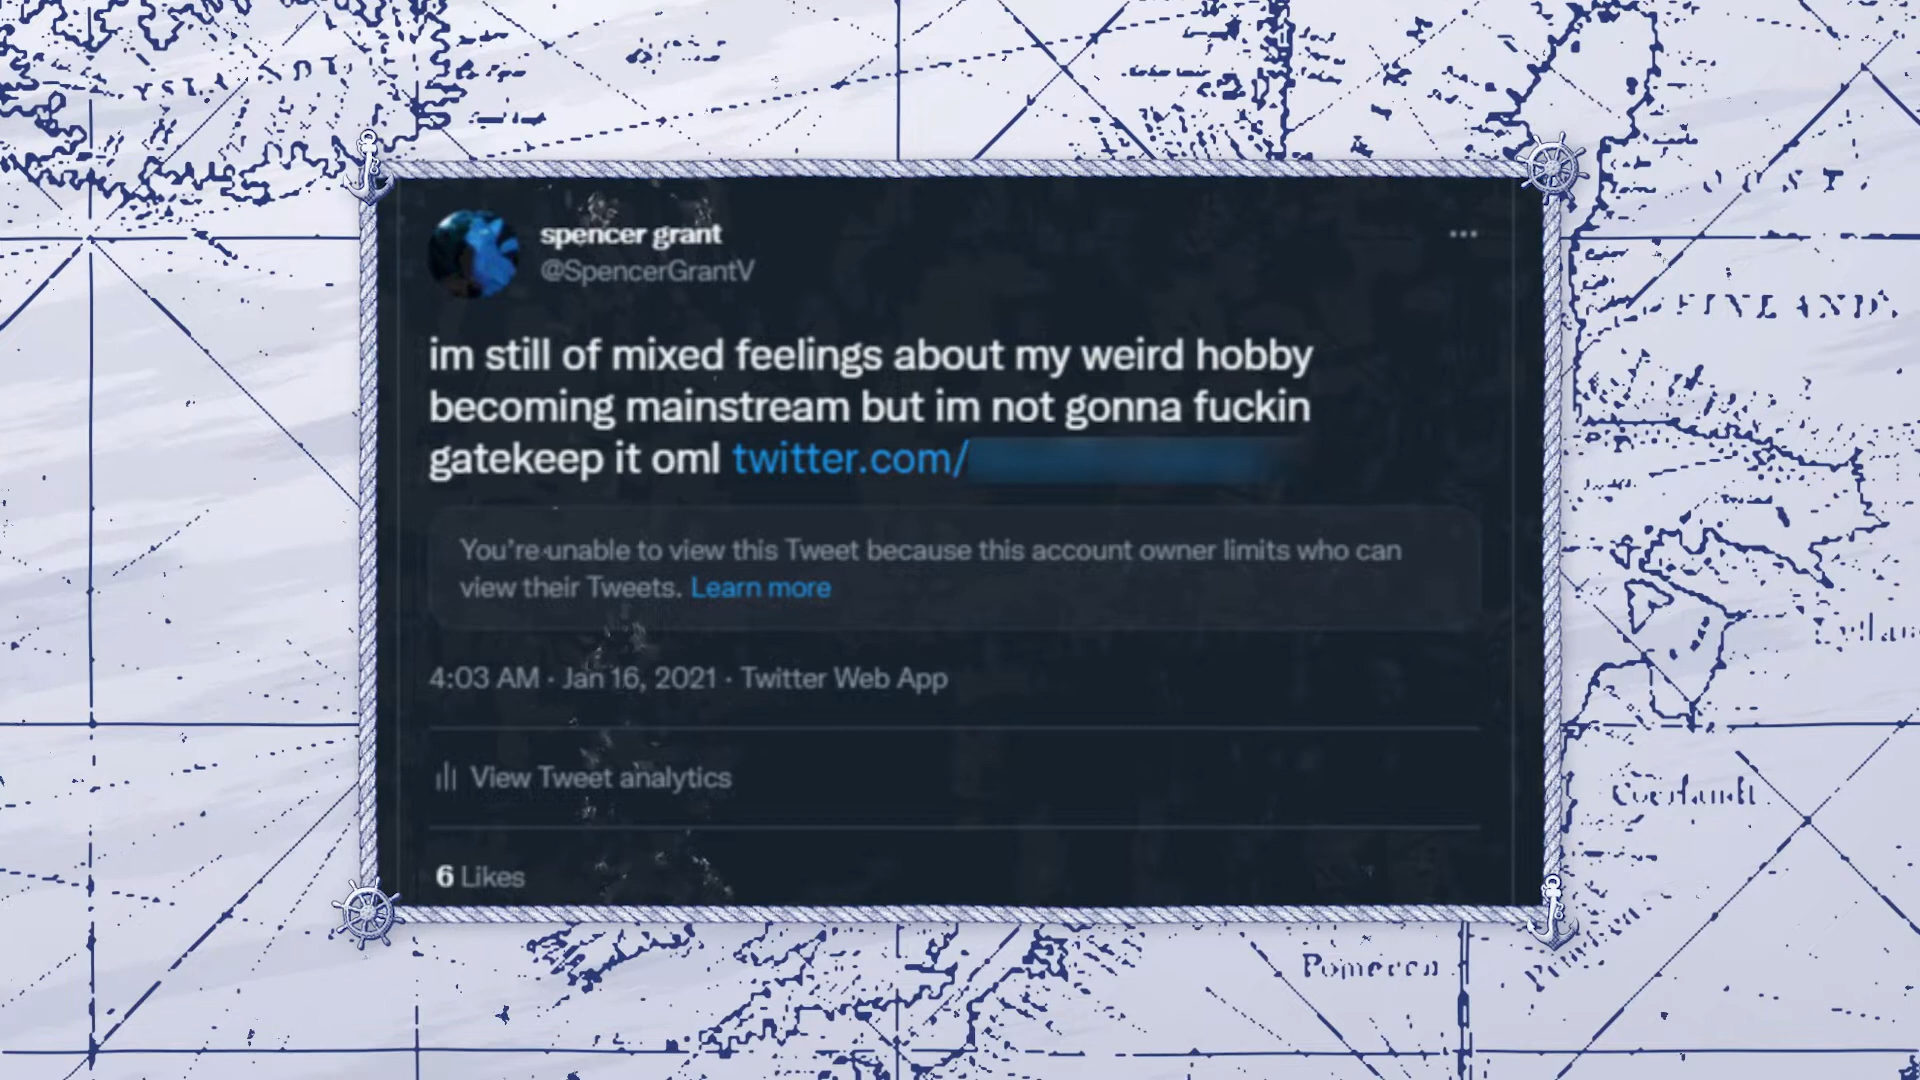 YSLANDT
FINLANDT
spencer grant
@SpencerGrantV
im still of mixed feelings about my weird hobby
becoming mainstream but im not gonna fuckin
gatekeep it oml twitter.com/
You're unable to view this Tweet because this account owner limits who can
view their Tweets. Learn more
4:03 AM · Jan 16, 2021 · Twitter Web App
View Tweet analytics
6 Likes